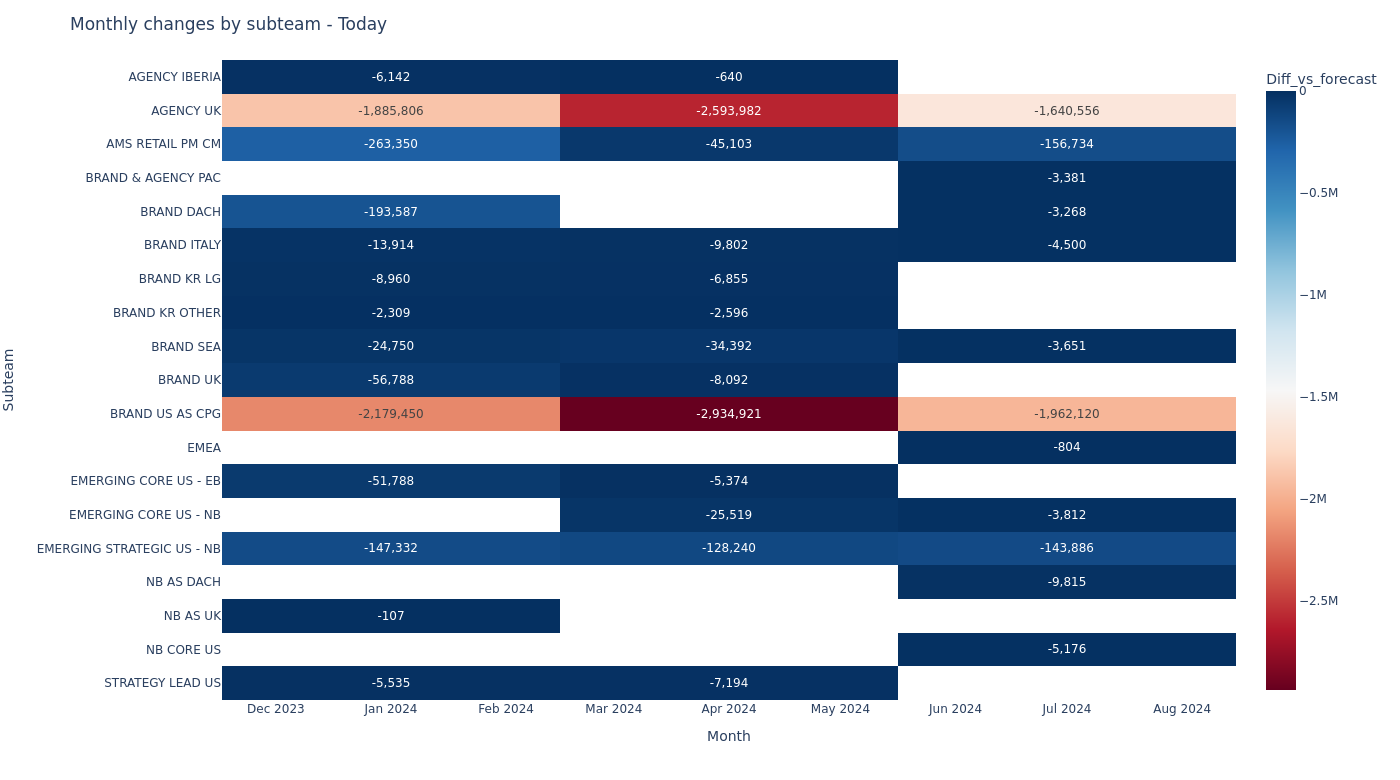 Monthly changes by subteam - Today
Diff_vs_forecast
AGENCY IBERIA -6,142 -640
AGENCY UK -1,885,806 -2,593,982 -1,640,556
AMS RETAIL PM CM -263,350 -45,103 -156,734
BRAND & AGENCY PAC -3,381
BRAND DACH -193,587 -3,268
BRAND ITALY -13,914 -9,802 -4,500
BRAND KR LG -8,960 -6,855
BRAND KR OTHER -2,309 -2,596
BRAND SEA -24,750 -34,392 -3,651
BRAND UK -56,788 -8,092
BRAND US AS CPG -2,179,450 -2,934,921 -1,962,120
EMEA -804
EMERGING CORE US - EB -51,788 -5,374
EMERGING CORE US - NB -25,519 -3,812
EMERGING STRATEGIC US - NB -147,332 -128,240 -143,886
NB AS DACH -9,815
NB AS UK -107
NB CORE US -5,176
STRATEGY LEAD US -5,535 -7,194
Dec 2023 Jan 2024 Feb 2024 Mar 2024 Apr 2024 May 2024 Jun 2024 Jul 2024 Aug 2024
Month
Subteam
0
−0.5M
−1M
−1.5M
−2M
−2.5M